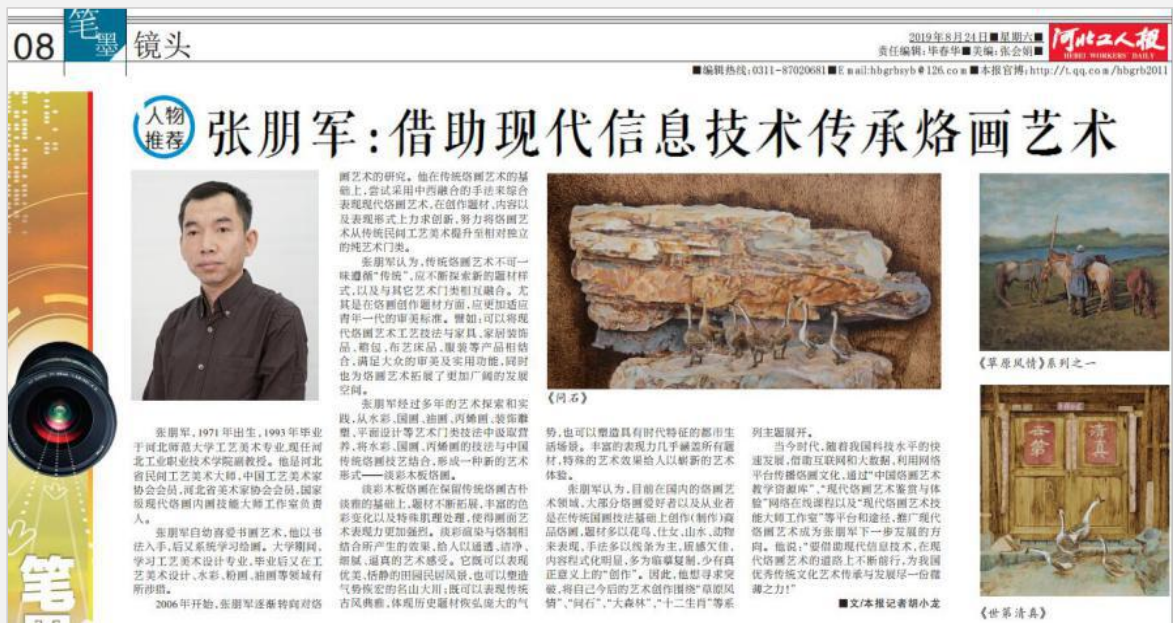 08
笔墨
镜头
2019年8月24日■星期六■
责任编辑:毕春华■美编:张会娟■
河北工人报
HEBEI WORKERS' DAILY
■编辑热线:0311-87020681■Email:hbgrbsyb@126.com■本报官博:http://t.qq.com/hbgrb2011
人物
推荐
张朋军:借助现代信息技术传承烙画艺术
张朋军,1971年出生,1993年毕业
于河北师范大学工艺美术专业,现任河
北工业职业技术学院副教授。他是河北
省民间工艺美术大师,中国工艺美术家
协会会员,河北省美术家协会会员,国家
级现代烙画内画技能大师工作室负责
人。
张朋军自幼喜爱书画艺术,他以书
法入手,后又系统学习绘画。大学期间,
学习工艺美术设计专业,毕业后又在工
艺美术设计、水彩、粉画、油画等领域有
所涉猎。
2006年开始,张朋军逐渐转向对烙
画艺术的研究。他在传统烙画艺术的基
础上,尝试采用中西融合的手法来综合
表现现代烙画艺术,在创作题材、内容以
及表现形式上力求创新,努力将烙画艺
术从传统民间工艺美术提升至相对独立
的纯艺术门类。
张朋军认为,传统烙画艺术不可一
味遵循“传统”,应不断探索新的题材样
式,以及与其它艺术门类相互融合。尤
其是在烙画创作题材方面,应更加适应
青年一代的审美标准。譬如:可以将现
代烙画艺术工艺技法与家具、家居装饰
品、箱包、布艺床品、服装等产品相结
合,满足大众的审美及实用功能,同时
也为烙画艺术拓展了更加广阔的发展
空间。
张朋军经过多年的艺术探索和实
践,从水彩、国画、油画、丙烯画、装饰雕
塑、平面设计等艺术门类技法中汲取营
养,将水彩、国画、丙烯画的技法与中国
传统烙画技艺结合,形成一种新的艺术
形式——淡彩木板烙画。
淡彩木板烙画在保留传统烙画古朴
淡雅的基础上,题材不断拓展,丰富的色
彩变化以及特殊肌理处理,使得画面艺
术表现力更加强烈。淡彩渲染与烙制相
结合所产生的效果,给人以通透、洁净、
细腻、逼真的艺术感受。它既可以表现
优美、恬静的田园民居风景,也可以塑造
气势恢宏的名山大川;既可以表现传统
古风典雅,体现历史题材恢弘庞大的气
《问石》
势,也可以塑造具有时代特征的都市生
活场景。丰富的表现力几乎涵盖所有题
材,特殊的艺术效果给人以崭新的艺术
体验。
张朋军认为,目前在国内的烙画艺
术领域,大部分烙画爱好者以及从业者
是在传统国画技法基础上创作(制作)商
品烙画,题材多以花鸟、仕女、山水、动物
来表现,手法多以线条为主,质感欠佳,
内容程式化明显,多为临摹复制,少有真
正意义上的“创作”。因此,他想寻求突
破,将自己今后的艺术创作围绕“草原风
情”、“问石”、“大森林”、“十二生肖”等系
列主题展开。
当今时代,随着我国科技水平的快
速发展,借助互联网和大数据,利用网络
平台传播烙画文化,通过“中国烙画艺术
教学资源库”、“现代烙画艺术鉴赏与体
验”网络在线课程以及“现代烙画艺术技
能大师工作室”等平台和途径,推广现代
烙画艺术成为张朋军下一步发展的方
向。他说:“要借助现代信息技术,在现
代烙画艺术的道路上不断前行,为我国
优秀传统文化艺术传承与发展尽一份微
薄之力!”
■文/本报记者胡小龙
《草原风情》系列之一
世第
清真
《世第清真》
笔